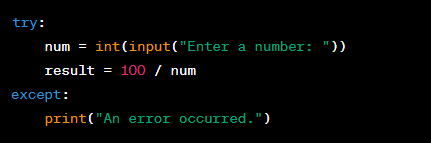 try:
    num = int(input("Enter a number: "))
    result = 100 / num
except:
    print("An error occurred.")